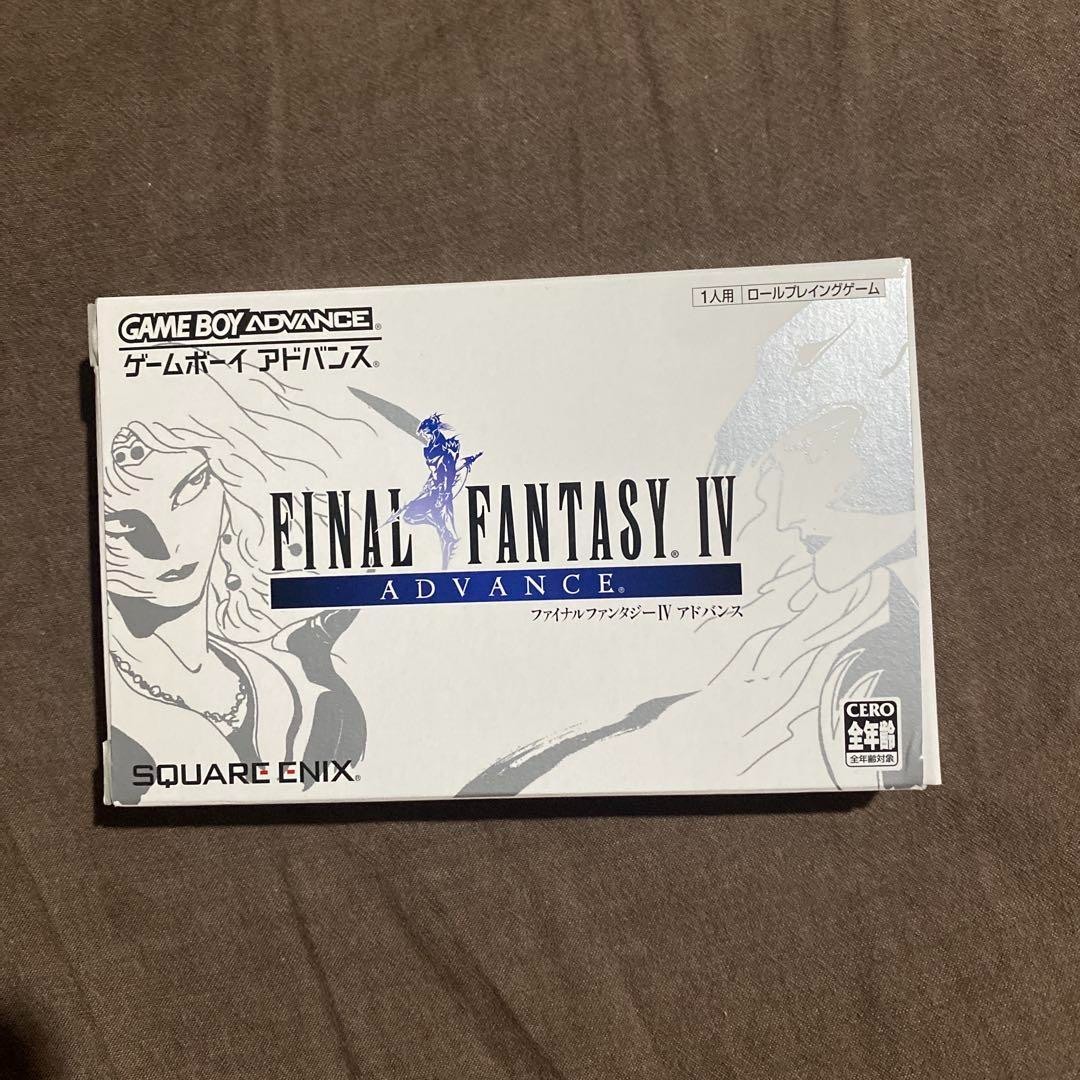 GAME BOY ADVANCE®
ゲームボーイ アドバンス®
1人用 ロールプレイングゲーム
FINAL FANTASY® IV
ADVANCE®
ファイナルファンタジーIV アドバンス
SQUARE ENIX®
CERO
全年齢
全年齢対象